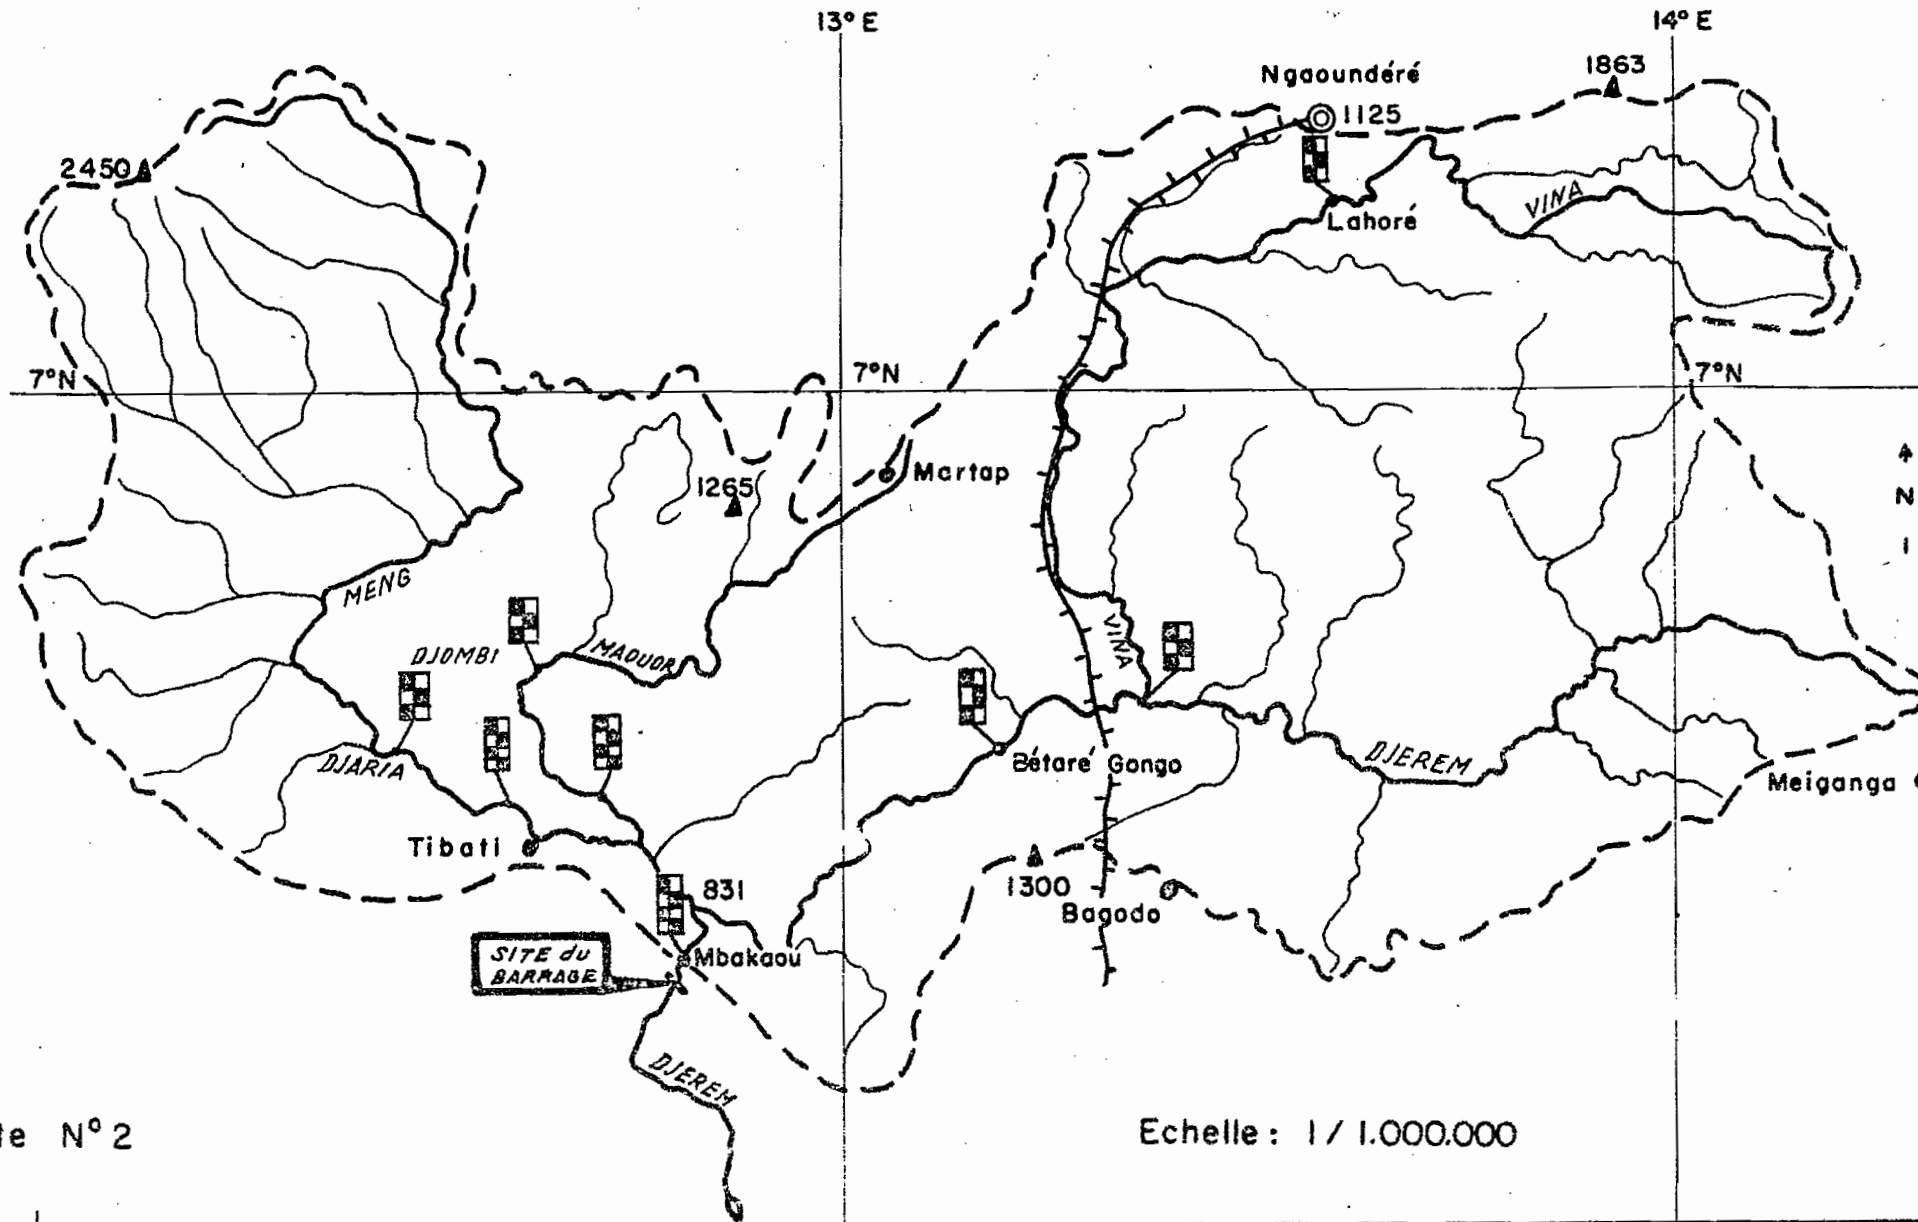 13° E
14° E
Ngaoundéré
1863
1125
2450
VINA
Lahoré
7° N
7° N
7° N
Martap
1265
N
MENG
DJOMBI
MAOUOR
VINA
DJARIA
Bétaré Gongo
DJEREM
Meiganga
Tibati
831
1300
Bagodo
SITE du
BARRAGE
Mbakaou
DJEREM
te N° 2
Echelle : 1 / 1.000.000